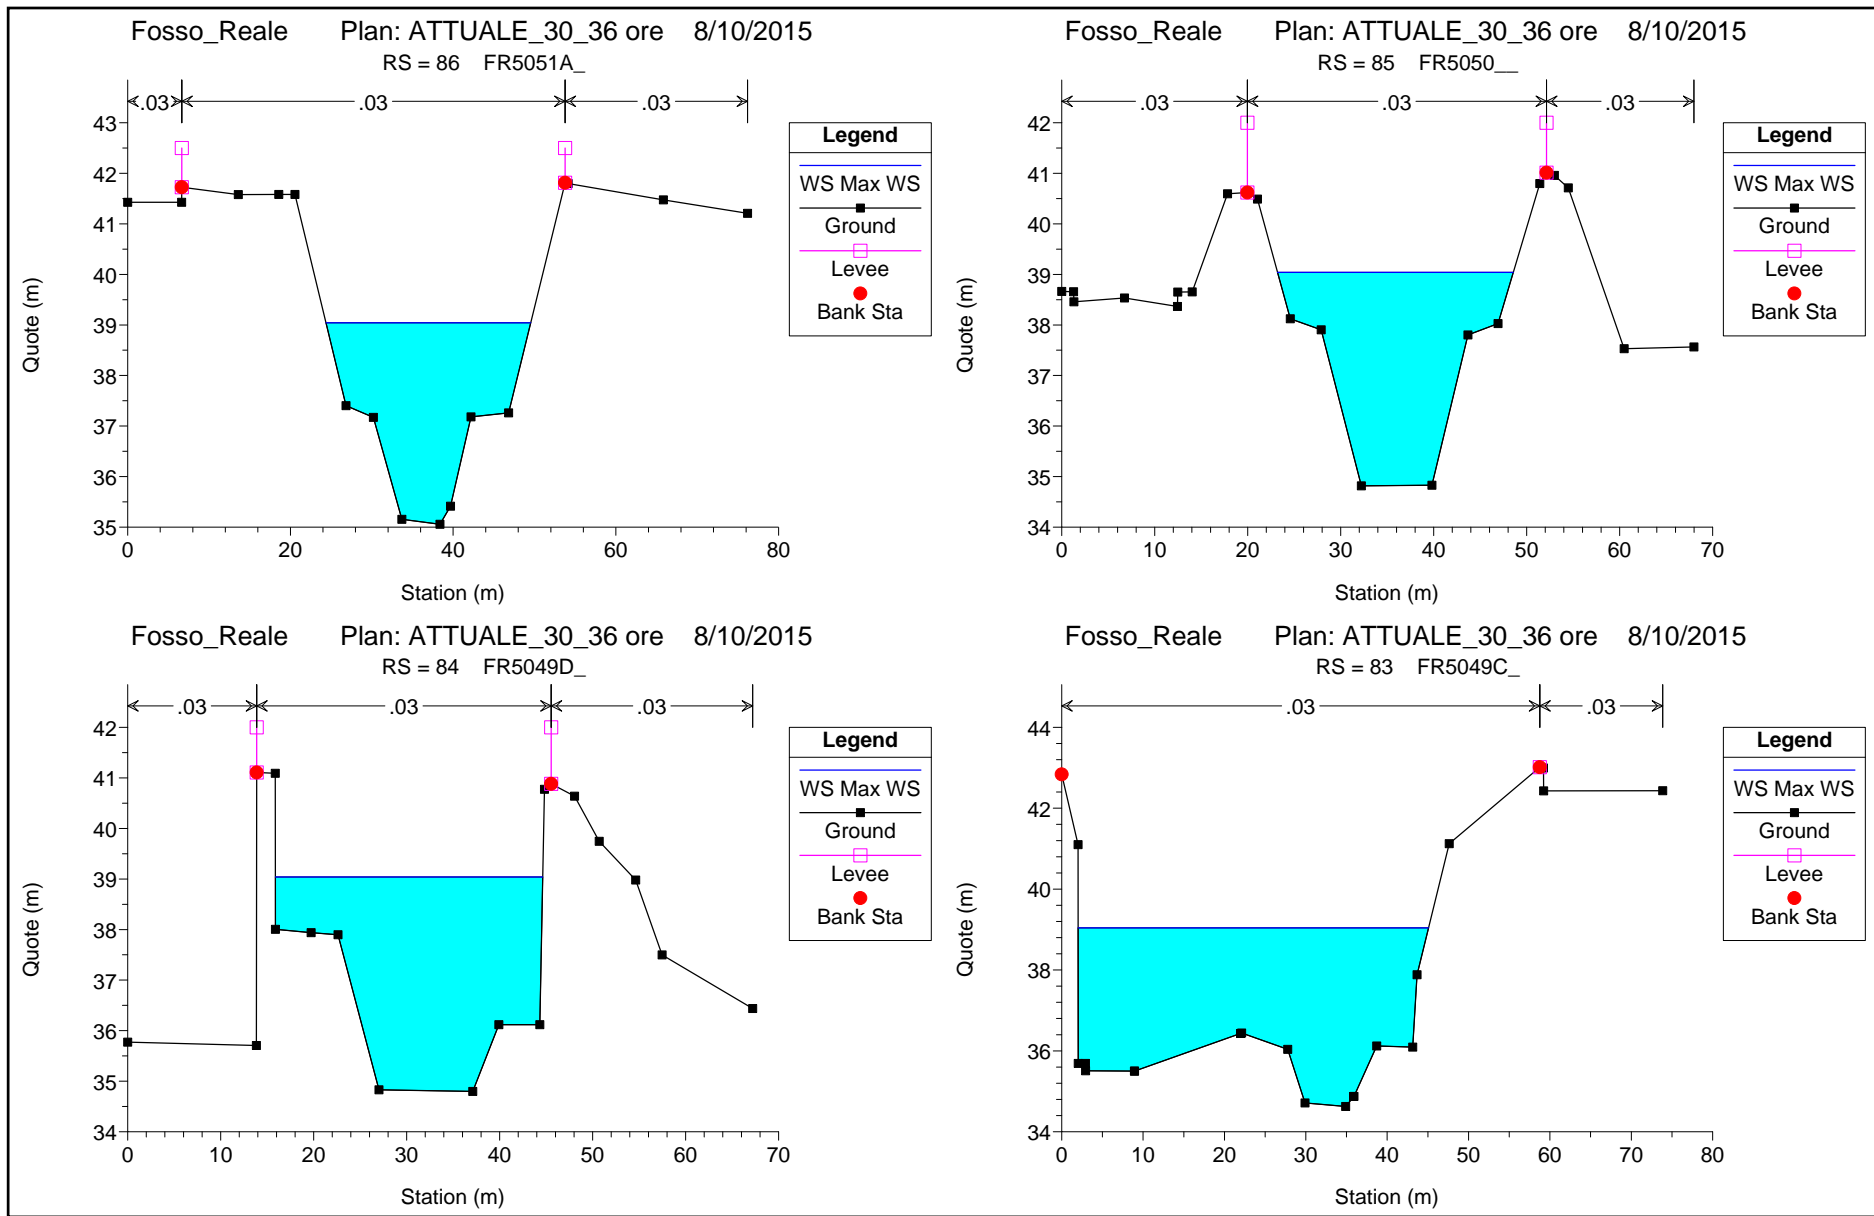 Fosso_Reale Plan: ATTUALE_30_36 ore 8/10/2015
RS = 86 FR5051A_
.03 .03 .03
43
42
41
40
39
38
37
36
35
0 20 40 60 80
Quote (m)
Station (m)
Legend
WS Max WS
Ground
Levee
Bank Sta
Fosso_Reale Plan: ATTUALE_30_36 ore 8/10/2015
RS = 85 FR5050__
.03 .03 .03
42
41
40
39
38
37
36
35
34
0 10 20 30 40 50 60 70
Quote (m)
Station (m)
Legend
WS Max WS
Ground
Levee
Bank Sta
Fosso_Reale Plan: ATTUALE_30_36 ore 8/10/2015
RS = 84 FR5049D_
.03 .03 .03
42
41
40
39
38
37
36
35
34
0 10 20 30 40 50 60 70
Quote (m)
Station (m)
Legend
WS Max WS
Ground
Levee
Bank Sta
Fosso_Reale Plan: ATTUALE_30_36 ore 8/10/2015
RS = 83 FR5049C_
.03 .03
44
42
40
38
36
34
0 20 40 60 80
Quote (m)
Station (m)
Legend
WS Max WS
Ground
Levee
Bank Sta